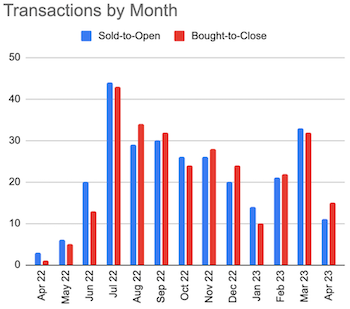 Transactions by Month
Sold-to-Open Bought-to-Close
50
40
30
20
10
0
Apr 22 May 22 Jun 22 Jul 22 Aug 22 Sep 22 Oct 22 Nov 22 Dec 22 Jan 23 Feb 23 Mar 23 Apr 23